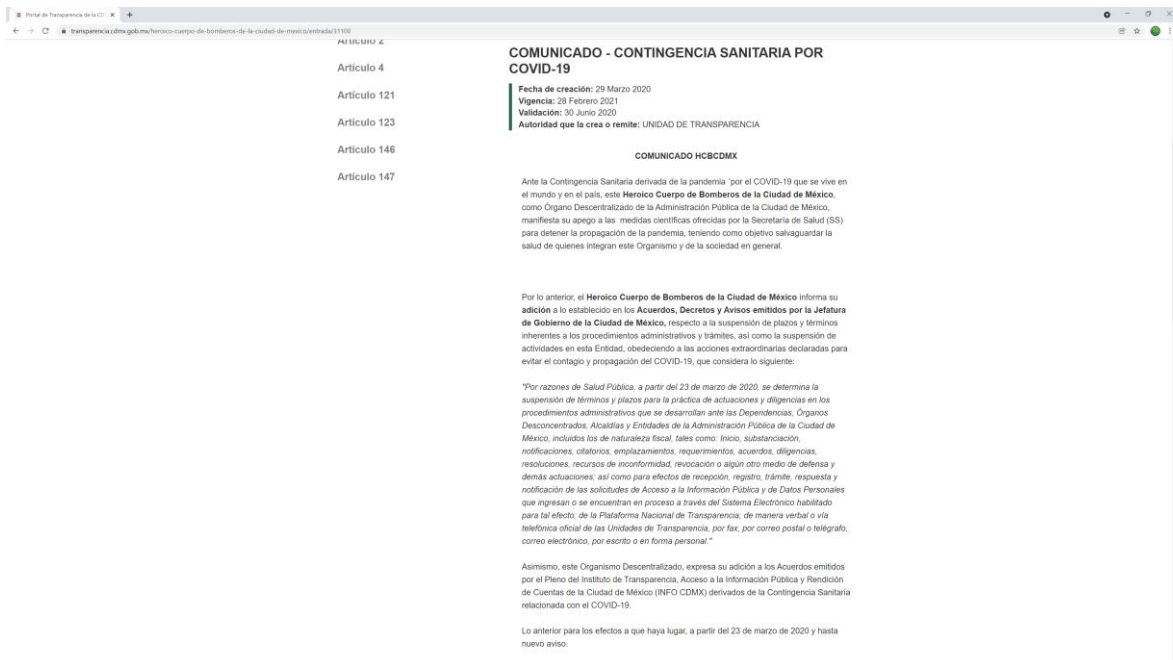 Portal de Transparencia de la CD
transparencia.cdmx.gob.mx/heroico-cuerpo-de-bomberos-de-la-ciudad-de-mexico/entrada/31100
Artículo 2
Artículo 4
Artículo 121
Artículo 123
Artículo 146
Artículo 147
COMUNICADO - CONTINGENCIA SANITARIA POR
COVID-19
Fecha de creación: 29 Marzo 2020
Vigencia: 28 Febrero 2021
Validación: 30 Junio 2020
Autoridad que la crea o remite: UNIDAD DE TRANSPARENCIA
COMUNICADO HCBCDMX
Ante la Contingencia Sanitaria derivada de la pandemia ´por el COVID-19 que se vive en
el mundo y en el país, este Heroico Cuerpo de Bomberos de la Ciudad de México,
como Órgano Descentralizado de la Administración Pública de la Ciudad de México,
manifiesta su apego a las medidas científicas ofrecidas por la Secretaría de Salud (SS)
para detener la propagación de la pandemia, teniendo como objetivo salvaguardar la
salud de quienes integran este Organismo y de la sociedad en general.
Por lo anterior, el Heroico Cuerpo de Bomberos de la Ciudad de México informa su
adición a lo establecido en los Acuerdos, Decretos y Avisos emitidos por la Jefatura
de Gobierno de la Ciudad de México, respecto a la suspensión de plazos y términos
inherentes a los procedimientos administrativos y trámites, así como la suspensión de
actividades en esta Entidad, obedeciendo a las acciones extraordinarias declaradas para
evitar el contagio y propagación del COVID-19, que considera lo siguiente:
"Por razones de Salud Pública, a partir del 23 de marzo de 2020, se determina la
suspensión de términos y plazos para la práctica de actuaciones y diligencias en los
procedimientos administrativos que se desarrollan ante las Dependencias, Órganos
Desconcentrados, Alcaldías y Entidades de la Administración Pública de la Ciudad de
México, incluidos los de naturaleza fiscal, tales como: Inicio, substanciación,
notificaciones, citatorios, emplazamientos, requerimientos, acuerdos, diligencias,
resoluciones, recursos de inconformidad, revocación o algún otro medio de defensa y
demás actuaciones; así como para efectos de recepción, registro, trámite, respuesta y
notificación de las solicitudes de Acceso a la Información Pública y de Datos Personales
que ingresan o se encuentran en proceso a través del Sistema Electrónico habilitado
para tal efecto; de la Plataforma Nacional de Transparencia; de manera verbal o vía
telefónica oficial de las Unidades de Transparencia, por fax, por correo postal o telégrafo,
correo electrónico, por escrito o en forma personal."
Asimismo, este Organismo Descentralizado, expresa su adición a los Acuerdos emitidos
por el Pleno del Instituto de Transparencia, Acceso a la Información Pública y Rendición
de Cuentas de la Ciudad de México (INFO CDMX) derivados de la Contingencia Sanitaria
relacionada con el COVID-19.
Lo anterior para los efectos a que haya lugar, a partir del 23 de marzo de 2020 y hasta
nuevo aviso.